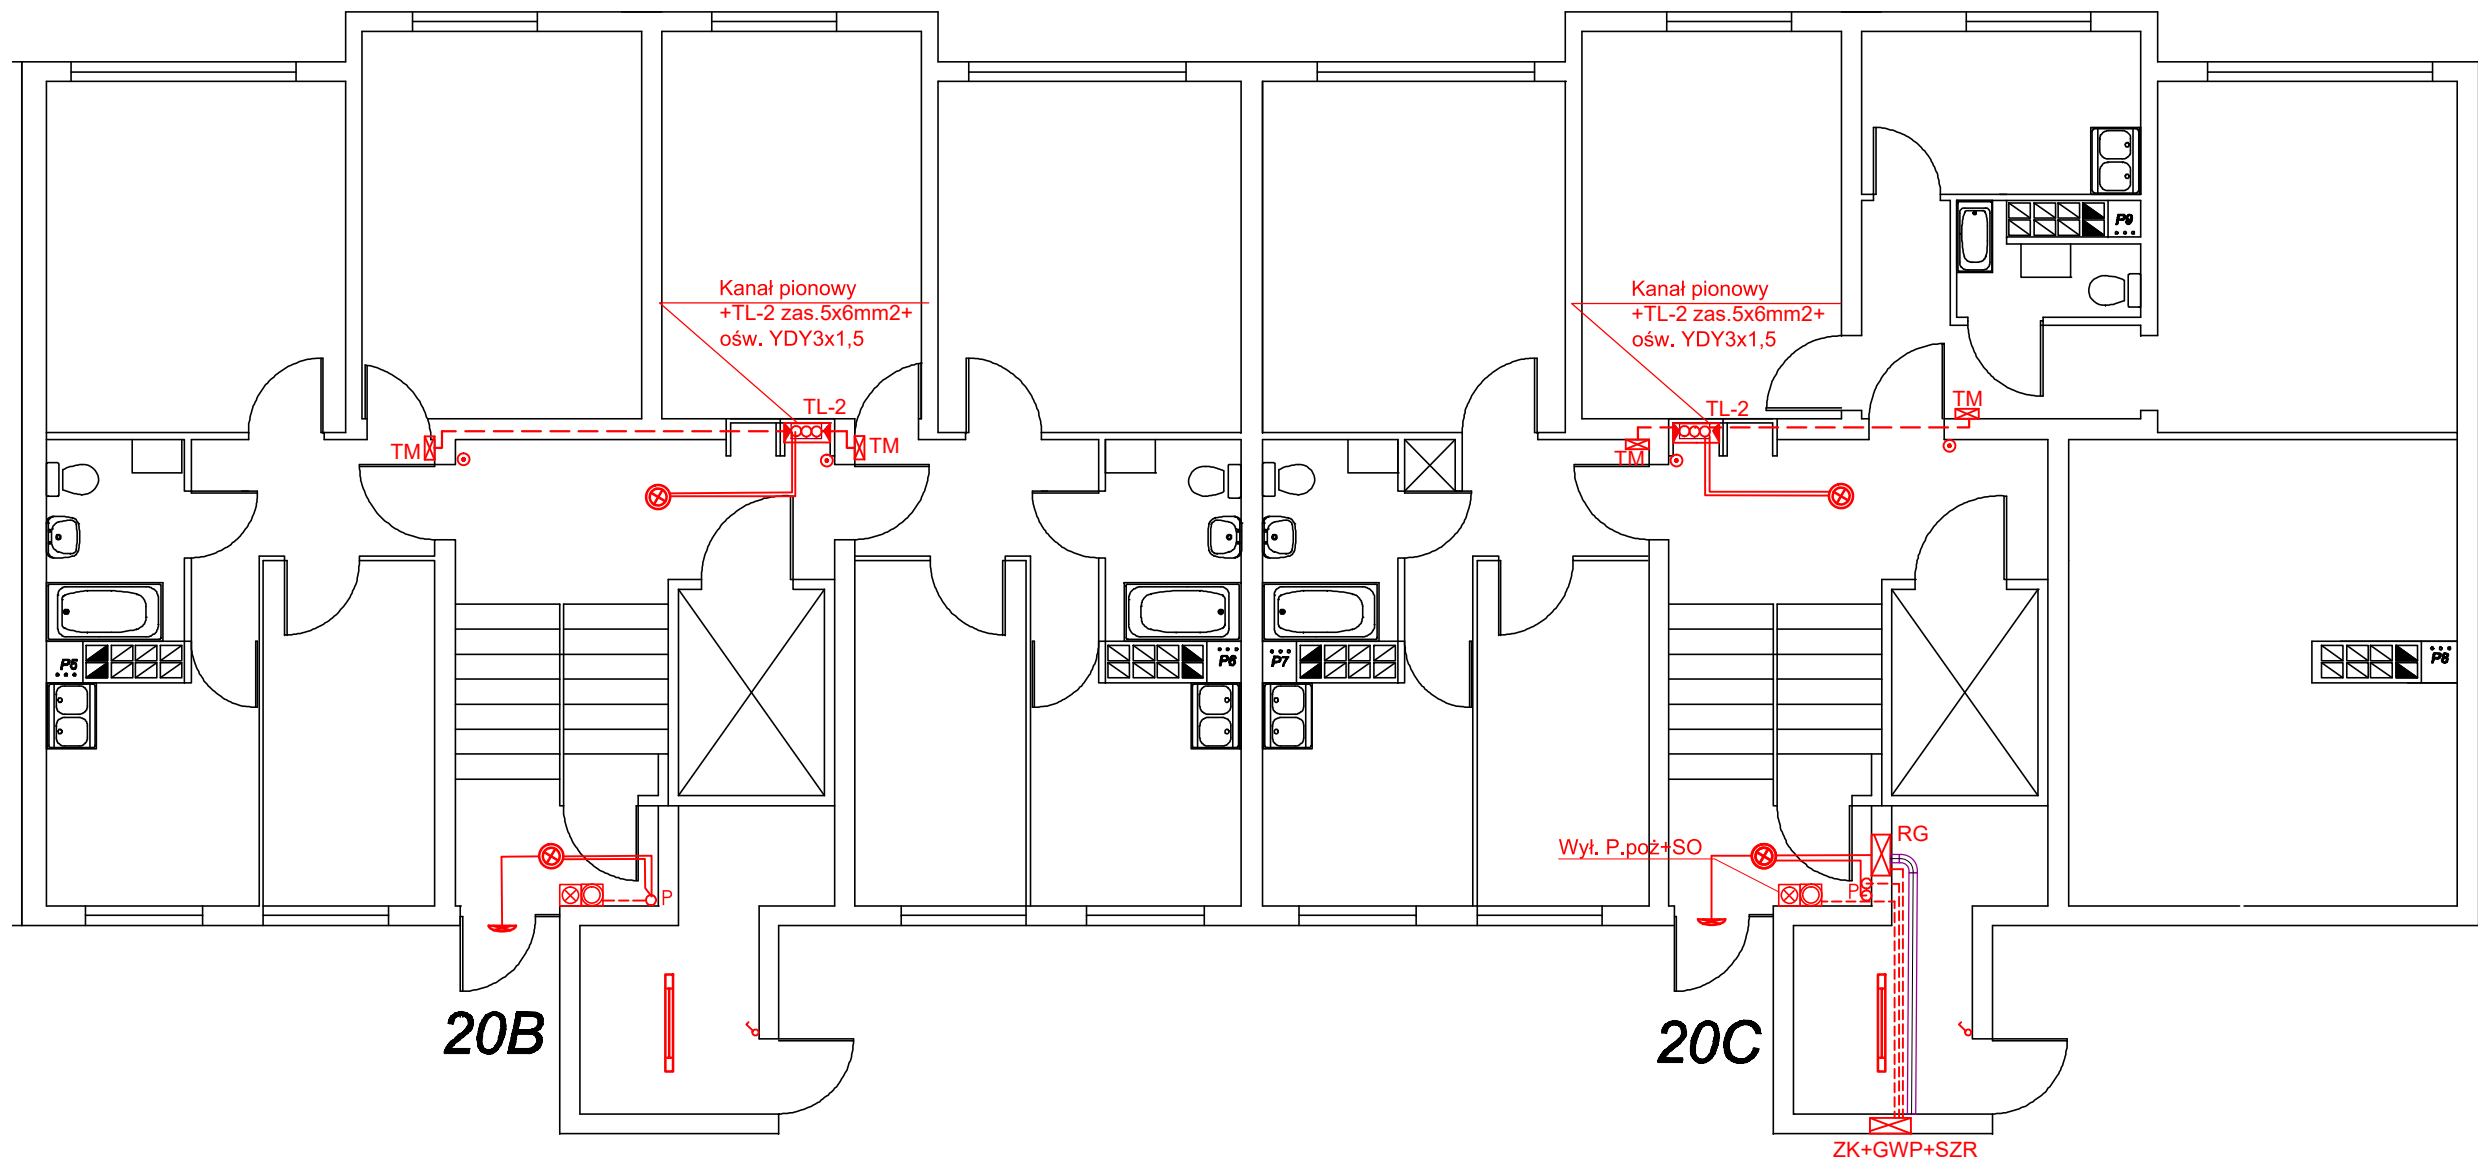 P9
Kanał pionowy
+TL-2 zas.5x6mm2+
ośw. YDY3x1,5
Kanał pionowy
+TL-2 zas.5x6mm2+
ośw. YDY3x1,5
TL-2
TL-2
TM
TM
TM
TM
P5
P6
P7
P8
RG
Wył. P.poż+SO
P
P
20B
20C
ZK+GWP+SZR